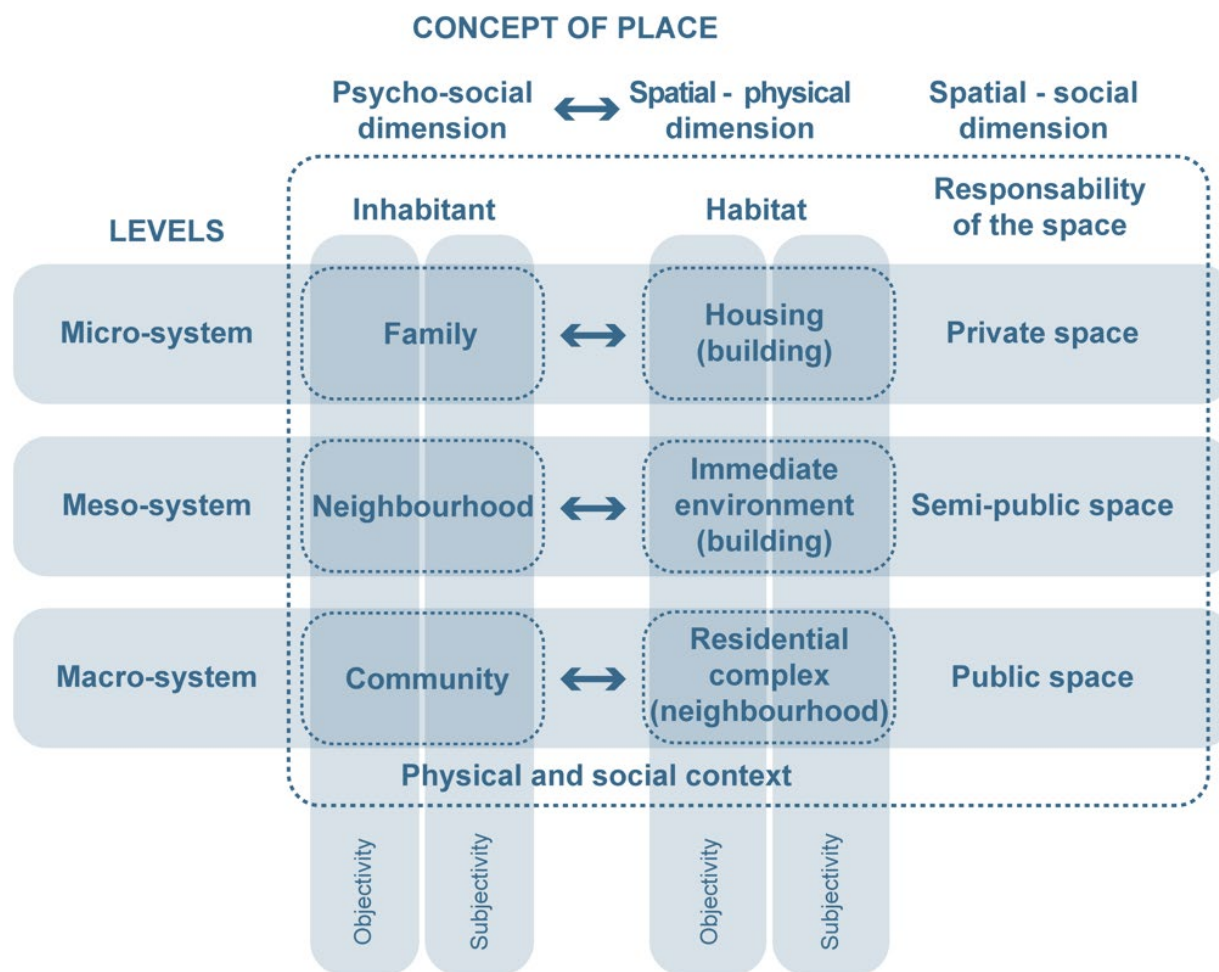 CONCEPT OF PLACE
Psycho-social
dimension
Spatial - physical
dimension
Spatial - social
dimension
LEVELS
Inhabitant
Habitat
Responsability
of the space
Micro-system
Family
Housing
(building)
Private space
Meso-system
Neighbourhood
Immediate
environment
(building)
Semi-public space
Macro-system
Community
Residential
complex
(neighbourhood)
Public space
Physical and social context
Objectivity
Subjectivity
Objectivity
Subjectivity